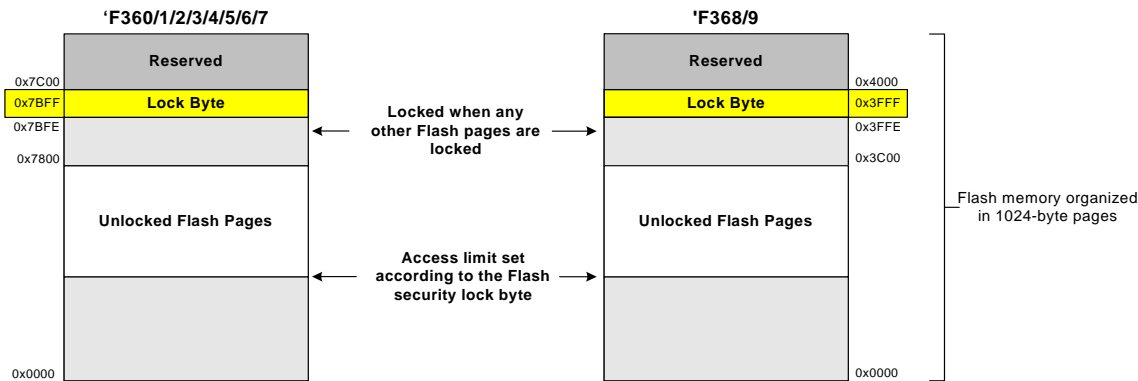 ‘F360/1/2/3/4/5/6/7
Reserved
0x7C00
0x7BFF
Lock Byte
0x7BFE
0x7800
Unlocked Flash Pages
0x0000
Locked when any
other Flash pages are
locked
Access limit set
according to the Flash
security lock byte
'F368/9
Reserved
0x4000
Lock Byte
0x3FFF
0x3FFE
0x3C00
Unlocked Flash Pages
0x0000
Flash memory organized
in 1024-byte pages